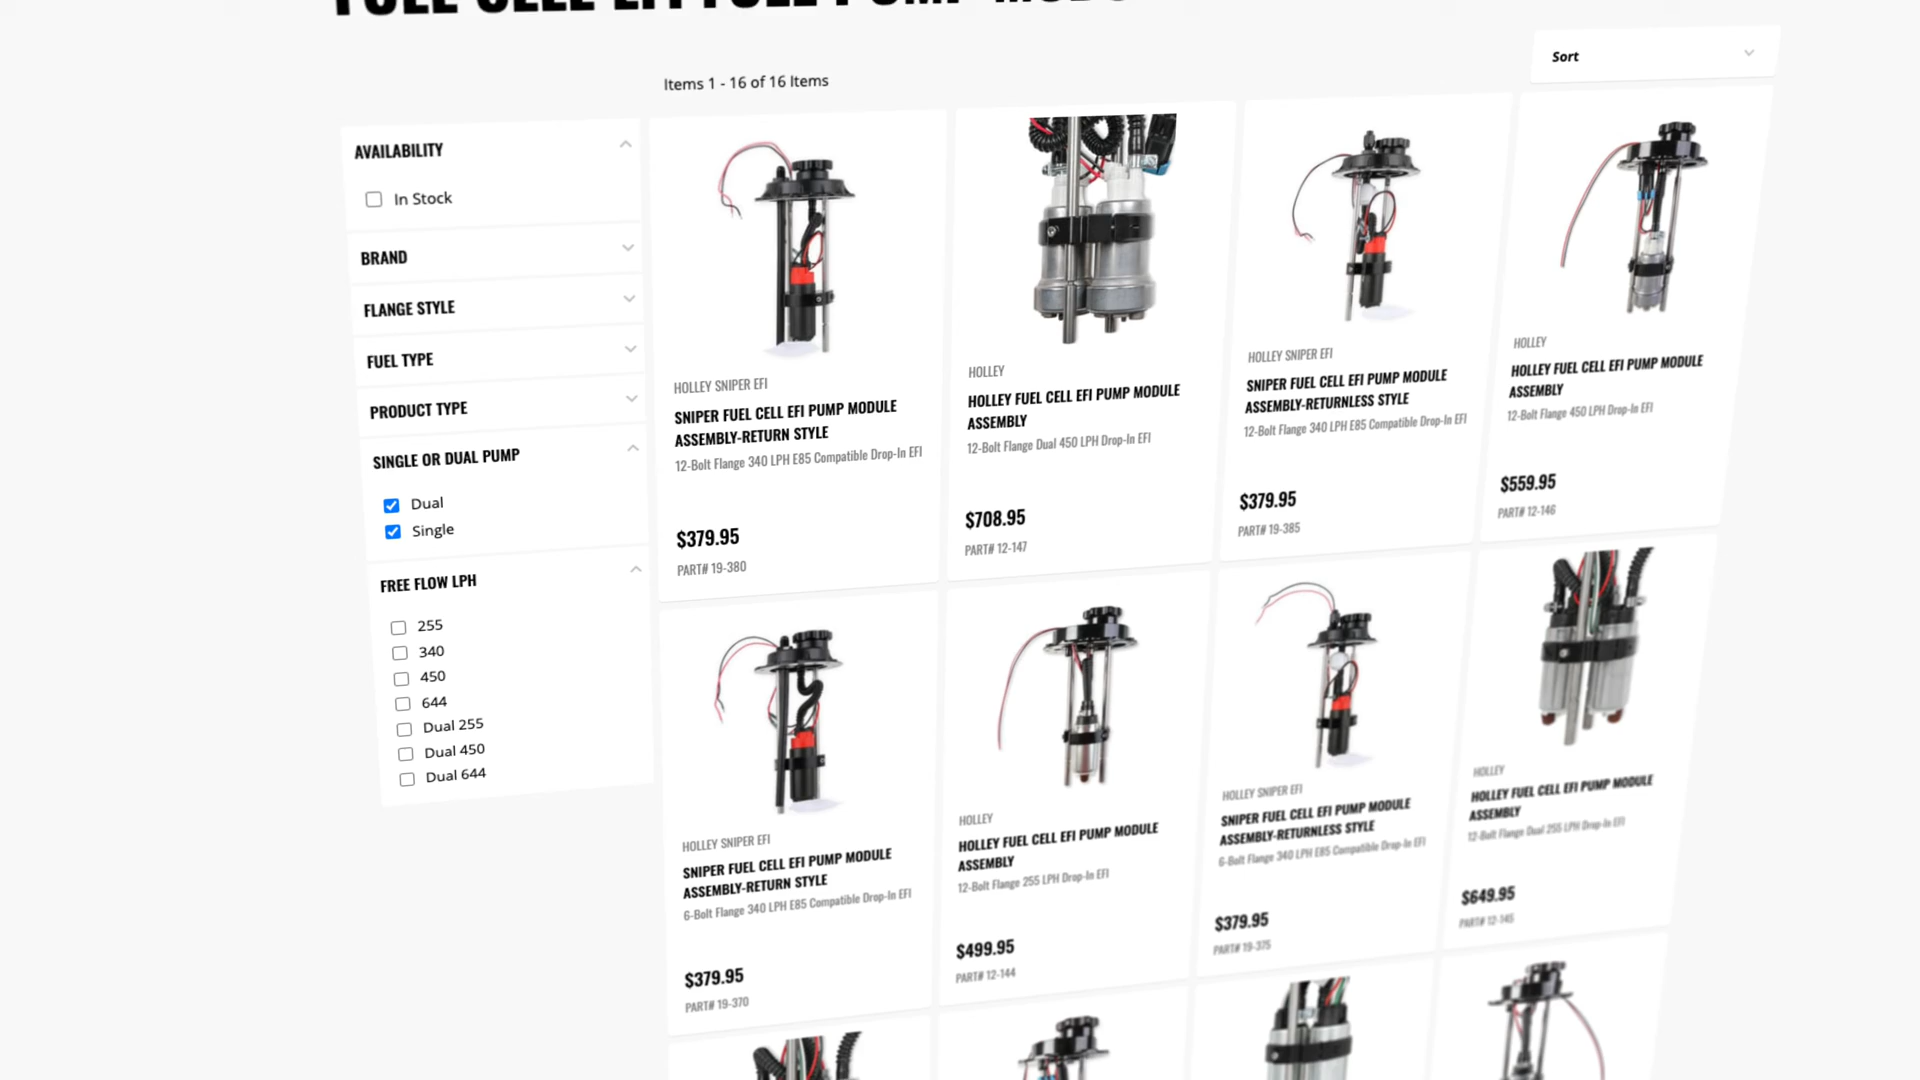 FUEL CELL EFI FUEL PUMP
Sort
Items 1 - 16 of 16 Items
AVAILABILITY
In Stock
BRAND
FLANGE STYLE
FUEL TYPE
PRODUCT TYPE
SINGLE OR DUAL PUMP
Dual
Single
FREE FLOW LPH
255
340
450
644
Dual 255
Dual 450
Dual 644
HOLLEY SNIPER EFI
SNIPER FUEL CELL EFI PUMP MODULE
ASSEMBLY-RETURN STYLE
12-Bolt Flange 340 LPH E85 Compatible Drop-In EFI
$379.95
PART# 19-380
HOLLEY
HOLLEY FUEL CELL EFI PUMP MODULE
ASSEMBLY
12-Bolt Flange Dual 450 LPH Drop-In EFI
$708.95
PART# 12-147
HOLLEY SNIPER EFI
SNIPER FUEL CELL EFI PUMP MODULE
ASSEMBLY-RETURNLESS STYLE
12-Bolt Flange 340 LPH E85 Compatible Drop-In EFI
$379.95
PART# 19-385
HOLLEY
HOLLEY FUEL CELL EFI PUMP MODULE
ASSEMBLY
12-Bolt Flange 450 LPH Drop-In EFI
$559.95
PART# 12-146
HOLLEY SNIPER EFI
SNIPER FUEL CELL EFI PUMP MODULE
ASSEMBLY-RETURN STYLE
6-Bolt Flange 340 LPH E85 Compatible Drop-In EFI
$379.95
PART# 19-370
HOLLEY
HOLLEY FUEL CELL EFI PUMP MODULE
ASSEMBLY
12-Bolt Flange 255 LPH Drop-In EFI
$499.95
PART# 12-144
HOLLEY SNIPER EFI
SNIPER FUEL CELL EFI PUMP MODULE
ASSEMBLY-RETURNLESS STYLE
6-Bolt Flange 340 LPH E85 Compatible Drop-In EFI
$379.95
PART# 19-375
HOLLEY
HOLLEY FUEL CELL EFI PUMP MODULE
ASSEMBLY
12-Bolt Flange Dual 255 LPH Drop-In EFI
$649.95
PART# 12-145